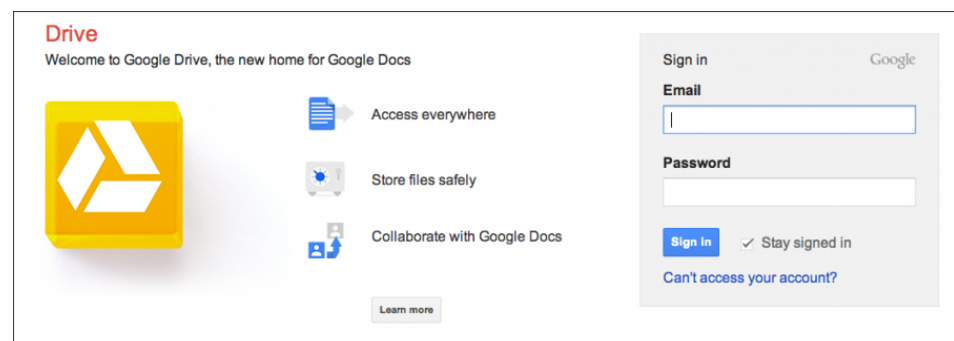 Drive
Welcome to Google Drive, the new home for Google Docs
Access everywhere
Store files safely
Collaborate with Google Docs
Learn more
Sign in
Google
Email
Password
Sign in
Stay signed in
Can't access your account?